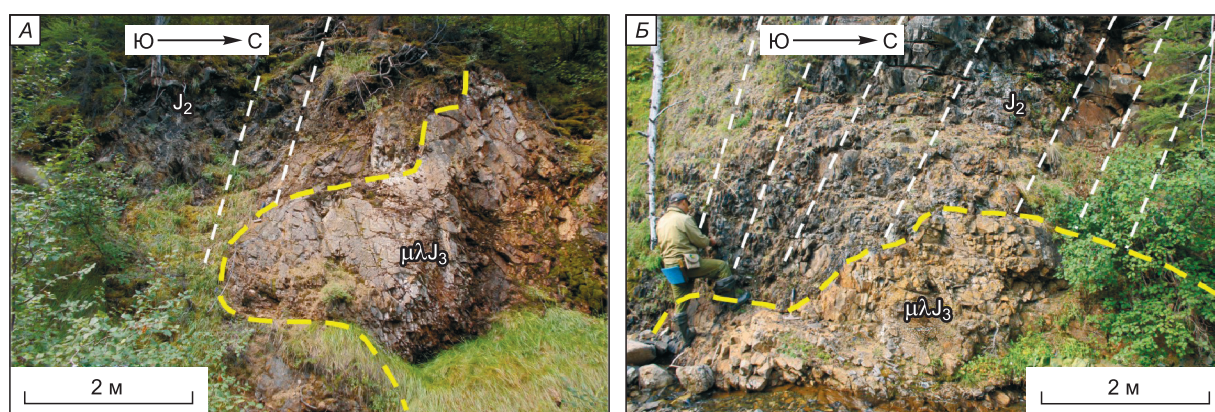 А
Ю → С
J₂
μλJ₃
2 м
Б
Ю → С
J₂
μλJ₃
2 м